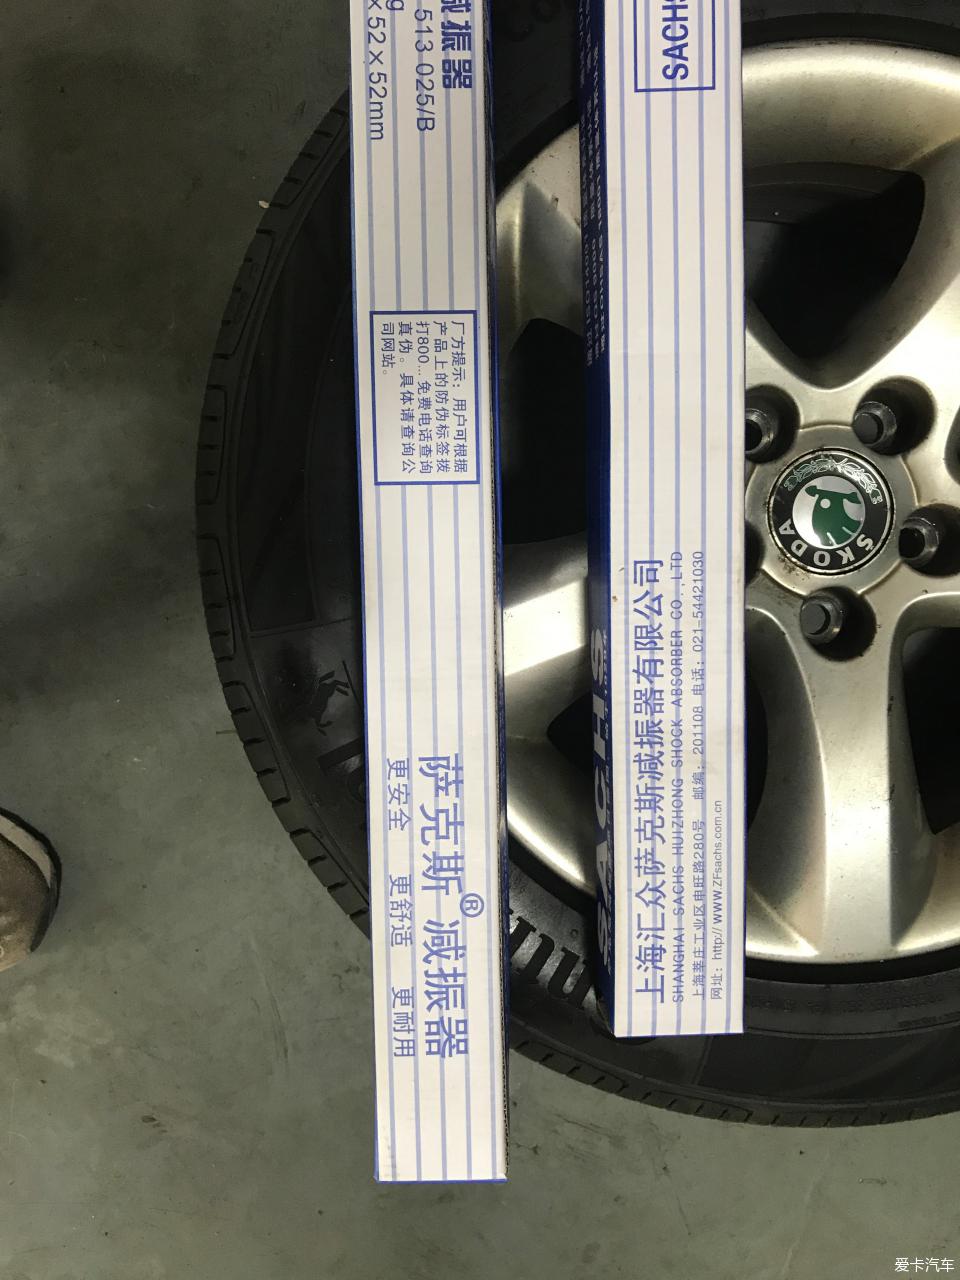 减振器
513 025/B
×52×52mm
厂方提示：用户可根据
产品上的防伪标签拨
打800…免费电话查询
真伪。具体请查询公
司网站。
萨克斯® 减振器
更安全 更舒适 更耐用
SACHS
SACHS
上海汇众萨克斯减振器有限公司
SHANGHAI SACHS HUIZHONG SHOCK ABSORBER CO.,LTD
上海莘庄工业区申旺路280号 邮编：201108 电话：021-54421030
网址：http://WWW.ZFsachs.com.cn
ŠKODA
爱卡汽车